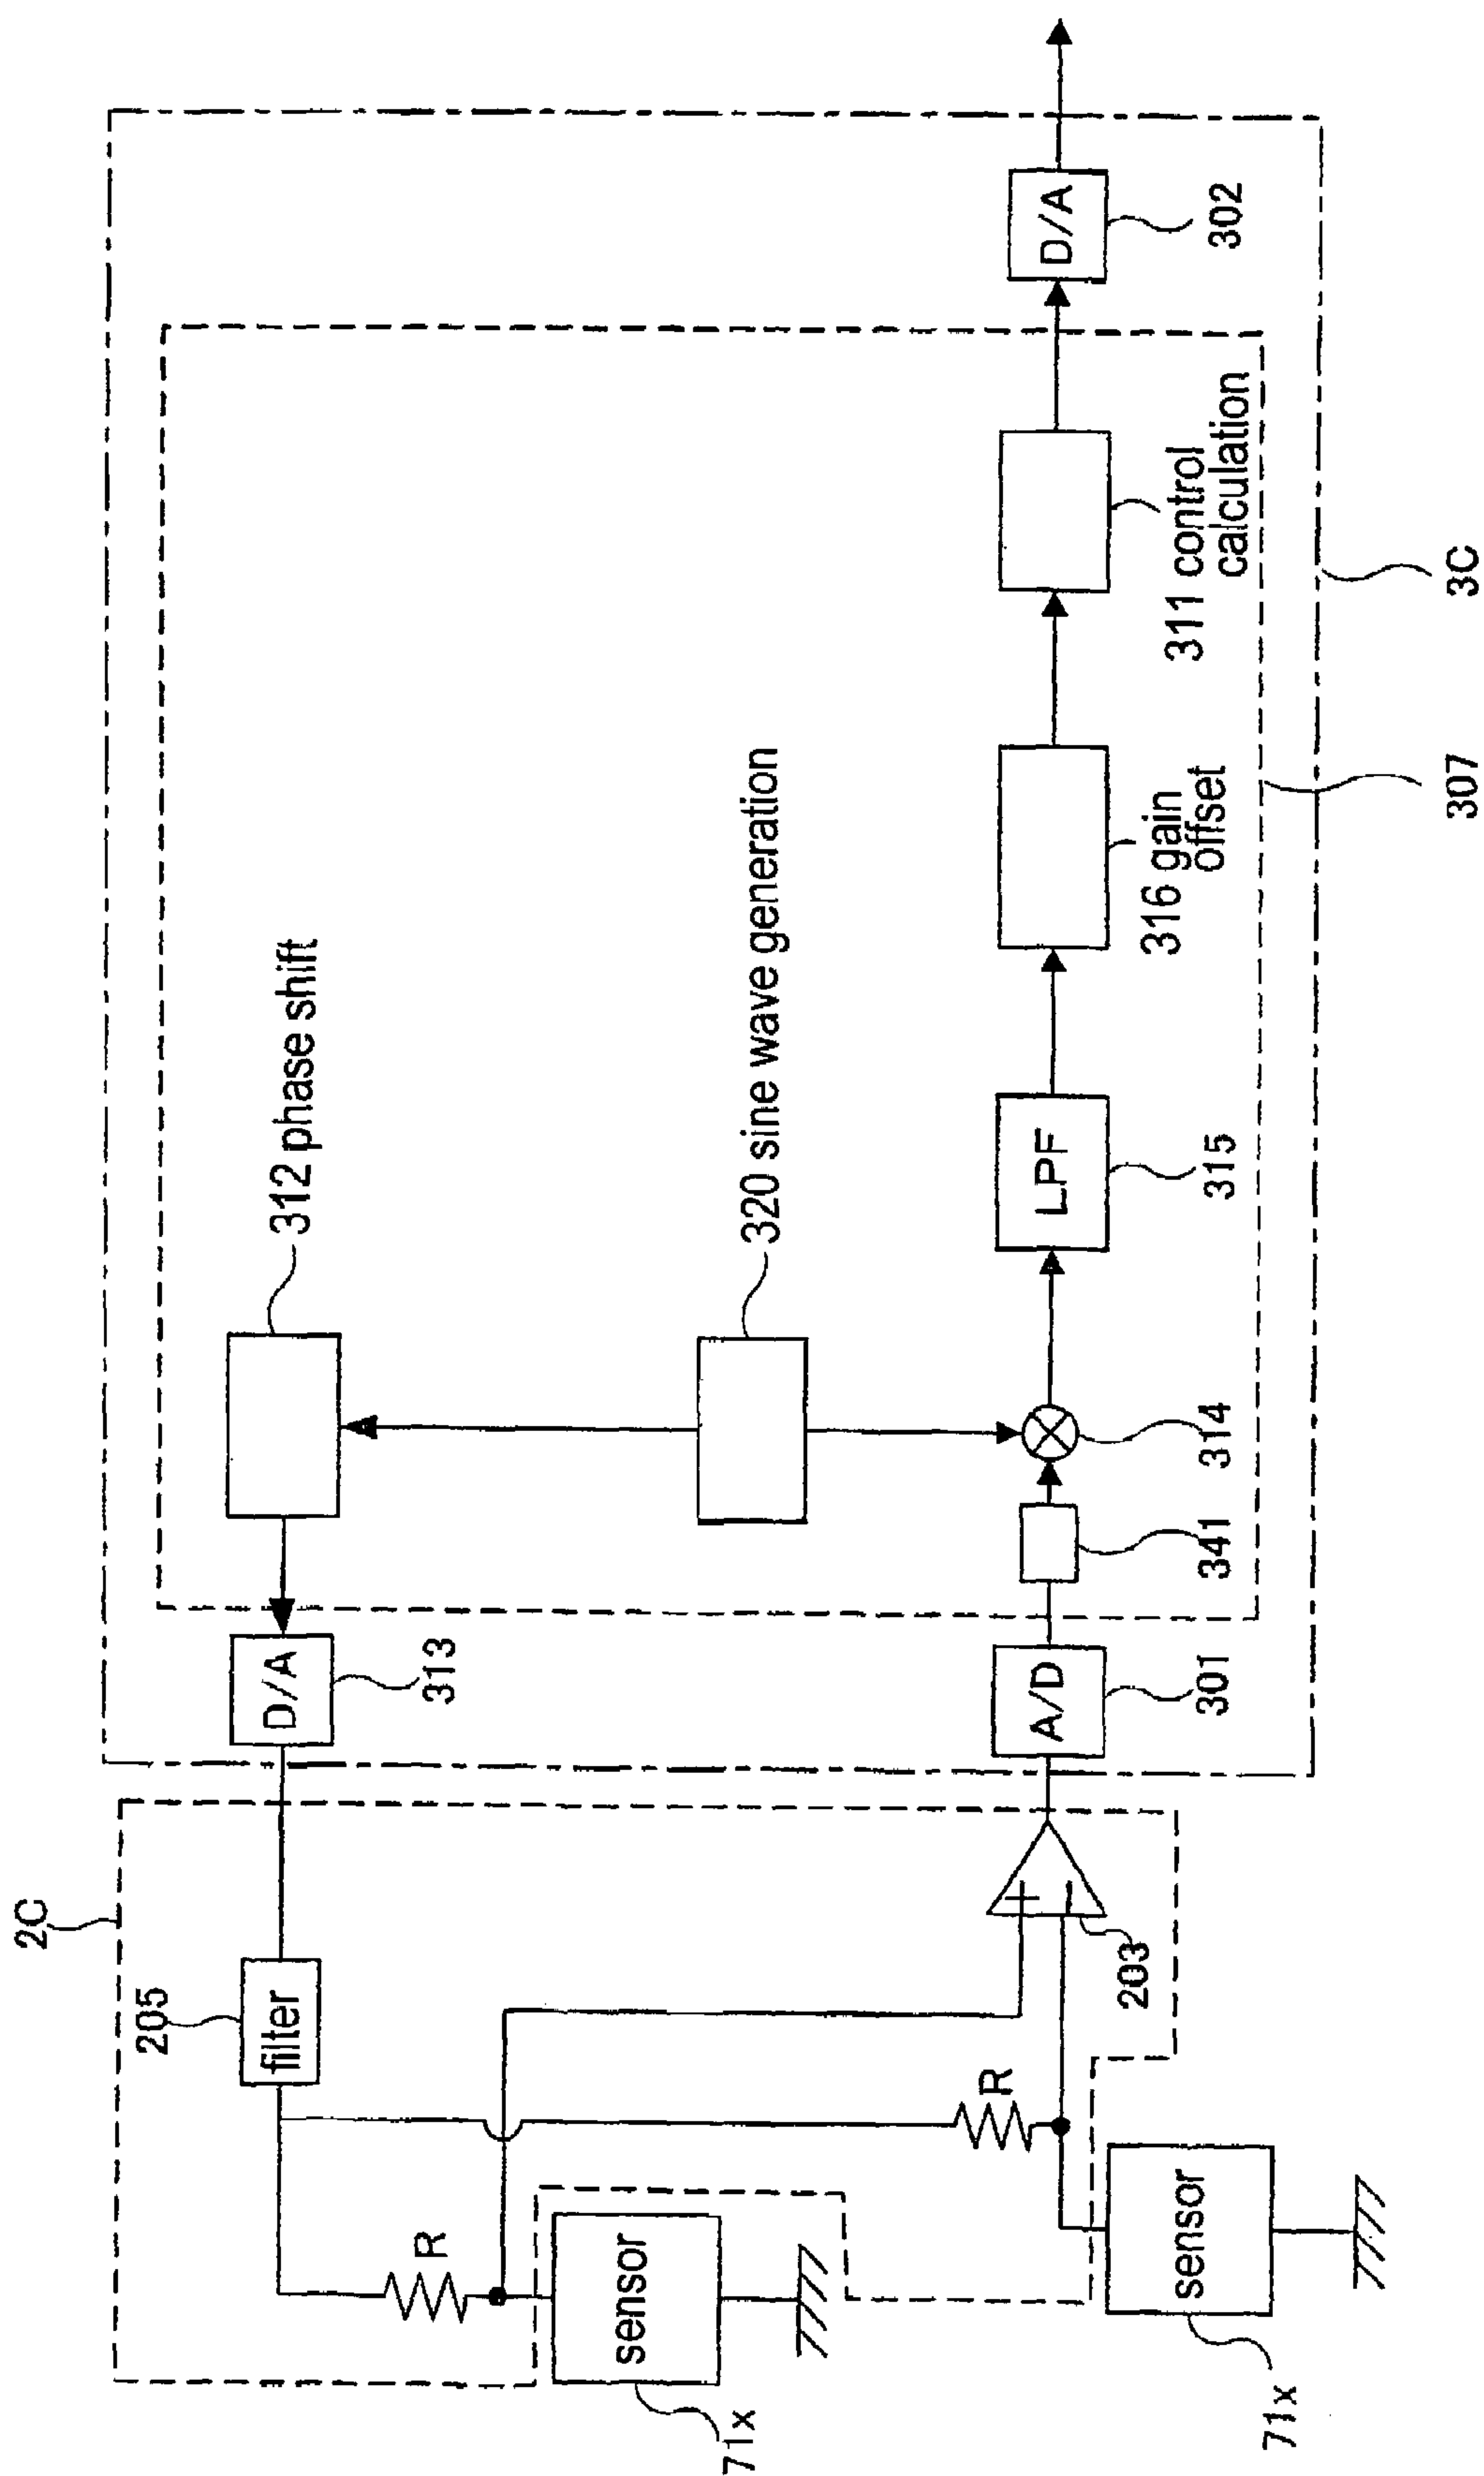 2C
205
filter
R
R
sensor
71x
sensor
71x
203
D/A
313
A/D
301
341
314
312 phase shift
320 sine wave generation
LPF
315
316 gain
offset
311 control
calculation
D/A
302
307
3C